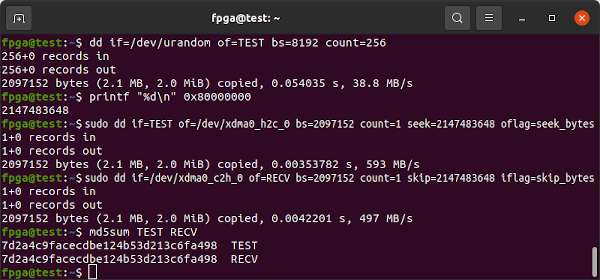 fpga@test: ~
fpga@test:~$ dd if=/dev/urandom of=TEST bs=8192 count=256
256+0 records in
256+0 records out
2097152 bytes (2.1 MB, 2.0 MiB) copied, 0.054035 s, 38.8 MB/s
fpga@test:~$ printf "%d\n" 0x80000000
2147483648
fpga@test:~$ sudo dd if=TEST of=/dev/xdma0_h2c_0 bs=2097152 count=1 seek=2147483648 oflag=seek_bytes
1+0 records in
1+0 records out
2097152 bytes (2.1 MB, 2.0 MiB) copied, 0.00353782 s, 593 MB/s
fpga@test:~$ sudo dd if=/dev/xdma0_c2h_0 of=RECV bs=2097152 count=1 skip=2147483648 iflag=skip_bytes
1+0 records in
1+0 records out
2097152 bytes (2.1 MB, 2.0 MiB) copied, 0.0042201 s, 497 MB/s
fpga@test:~$ md5sum TEST RECV
7d2a4c9facecdbe124b53d213c6fa498  TEST
7d2a4c9facecdbe124b53d213c6fa498  RECV
fpga@test:~$